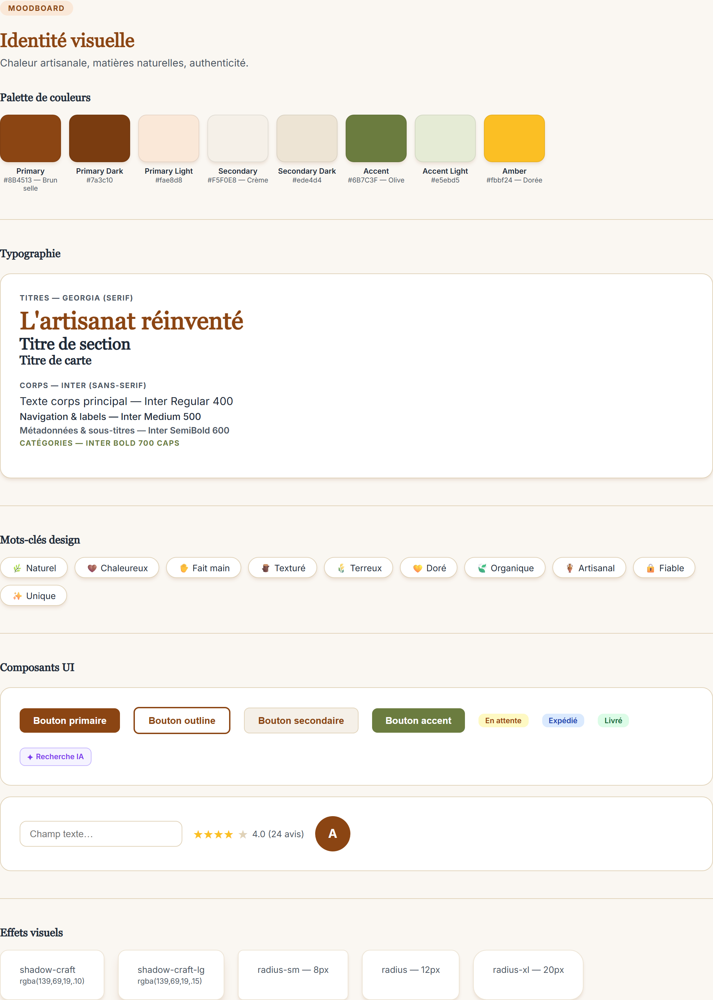 MOODBOARD
Identité visuelle
Chaleur artisanale, matières naturelles, authenticité.
Palette de couleurs
Primary
#8B4513 — Brun
selle
Primary Dark
#7a3c10
Primary Light
#fae8d8
Secondary
#F5F0E8 — Crème
Secondary Dark
#ede4d4
Accent
#6B7C3F — Olive
Accent Light
#e5ebd5
Amber
#fbbf24 — Dorée
Typographie
TITRES — GEORGIA (SERIF)
L'artisanat réinventé
Titre de section
Titre de carte
CORPS — INTER (SANS-SERIF)
Texte corps principal — Inter Regular 400
Navigation & labels — Inter Medium 500
Métadonnées & sous-titres — Inter SemiBold 600
CATÉGORIES — INTER BOLD 700 CAPS
Mots-clés design
🌿 Naturel
🤎 Chaleureux
🤚 Fait main
🪵 Texturé
Terreux
💛 Doré
🍃 Organique
🏺 Artisanal
🔒 Fiable
✨ Unique
Composants UI
Bouton primaire
Bouton outline
Bouton secondaire
Bouton accent
En attente
Expédié
Livré
✦ Recherche IA
Champ texte...
★★★★ ★ 4.0 (24 avis)
A
Effets visuels
shadow-craft
rgba(139,69,19,.10)
shadow-craft-lg
rgba(139,69,19,.15)
radius-sm — 8px
radius — 12px
radius-xl — 20px